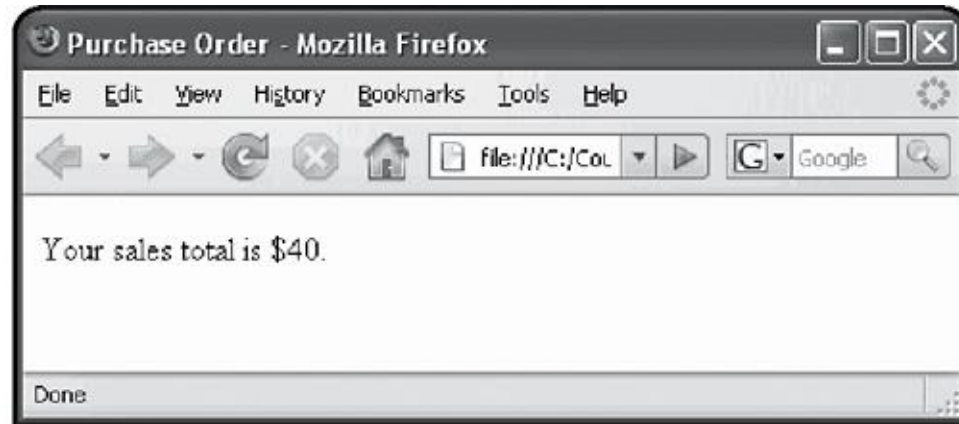 Purchase Order - Mozilla Firefox
File Edit View History Bookmarks Tools Help
file:///C:/Cou G Google
Your sales total is $40.
Done